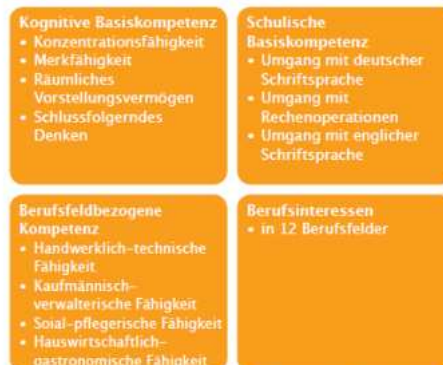 Kognitive Basiskompetenz
• Konzentrationsfähigkeit
• Merkfähigkeit
• Räumliches
Vorstellungsvermögen
• Schlussfolgerndes
Denken
Schulische
Basiskompetenz
• Umgang mit deutscher
Schriftsprache
• Umgang mit
Rechenoperationen
• Umgang mit englicher
Schriftsprache
Berufsfeldbezogene
Kompetenz
• Handwerklich-technische
Fähigkeit
• Kaufmännisch-
verwalterische Fähigkeit
• Soial-pflegerische Fähigkeit
• Hauswirtschaftlich-
gastronomische Fähigkeit
Berufsinteressen
• in 12 Berufsfelder